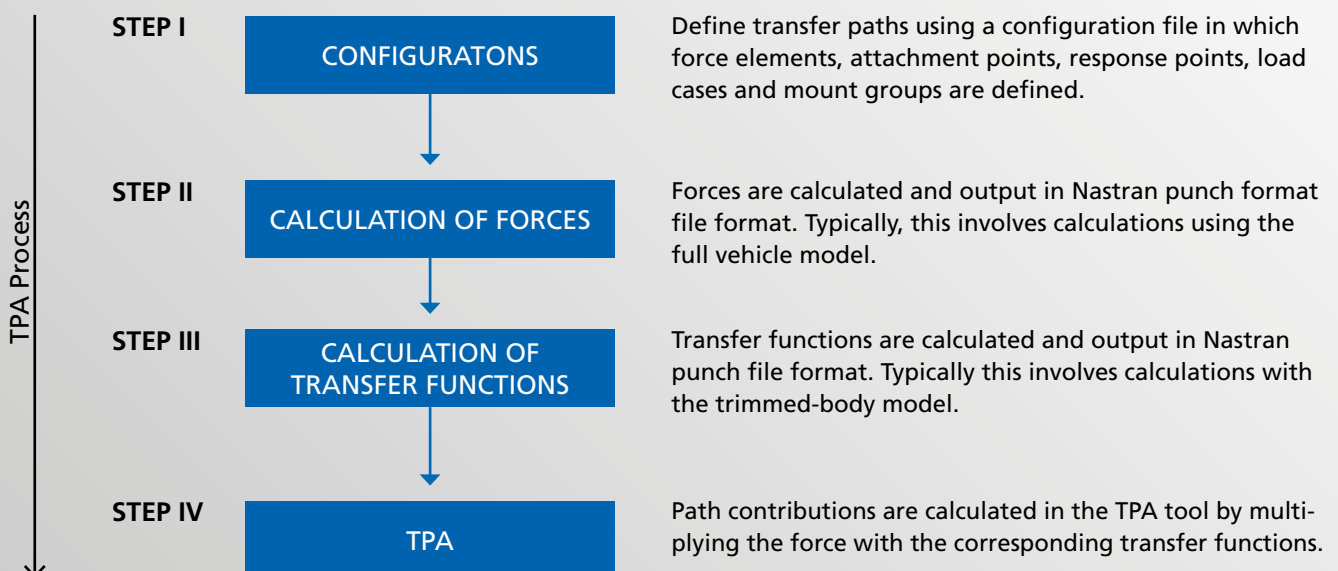 TPA Process
STEP I
CONFIGURATONS
Define transfer paths using a configuration file in which
force elements, attachment points, response points, load
cases and mount groups are defined.
STEP II
CALCULATION OF FORCES
Forces are calculated and output in Nastran punch format
file format. Typically, this involves calculations using the
full vehicle model.
STEP III
CALCULATION OF
TRANSFER FUNCTIONS
Transfer functions are calculated and output in Nastran
punch file format. Typically this involves calculations with
the trimmed-body model.
STEP IV
TPA
Path contributions are calculated in the TPA tool by multi-
plying the force with the corresponding transfer functions.